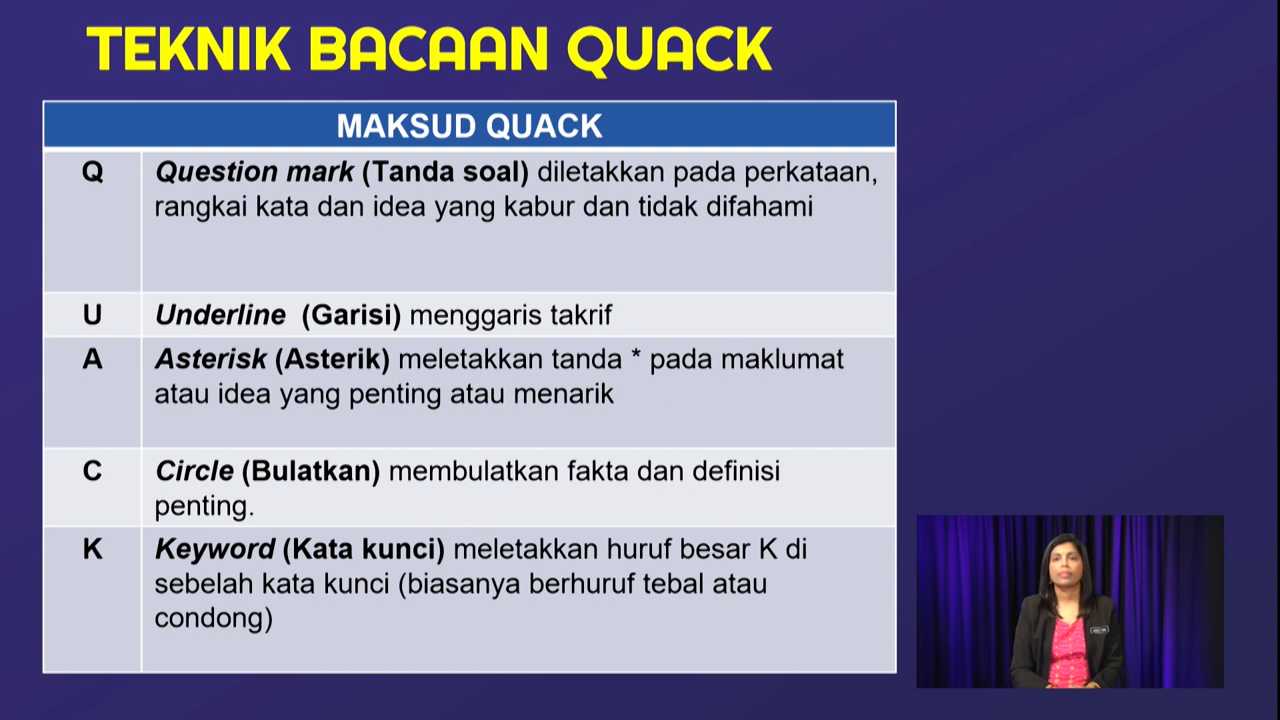 TEKNIK BACAAN QUACK
MAKSUD QUACK
Q
Question mark (Tanda soal) diletakkan pada perkataan,
rangkai kata dan idea yang kabur dan tidak difahami
U
Underline (Garisi) menggaris takrif
A
Asterisk (Asterik) meletakkan tanda * pada maklumat
atau idea yang penting atau menarik
C
Circle (Bulatkan) membulatkan fakta dan definisi
penting.
K
Keyword (Kata kunci) meletakkan huruf besar K di
sebelah kata kunci (biasanya berhuruf tebal atau
condong)